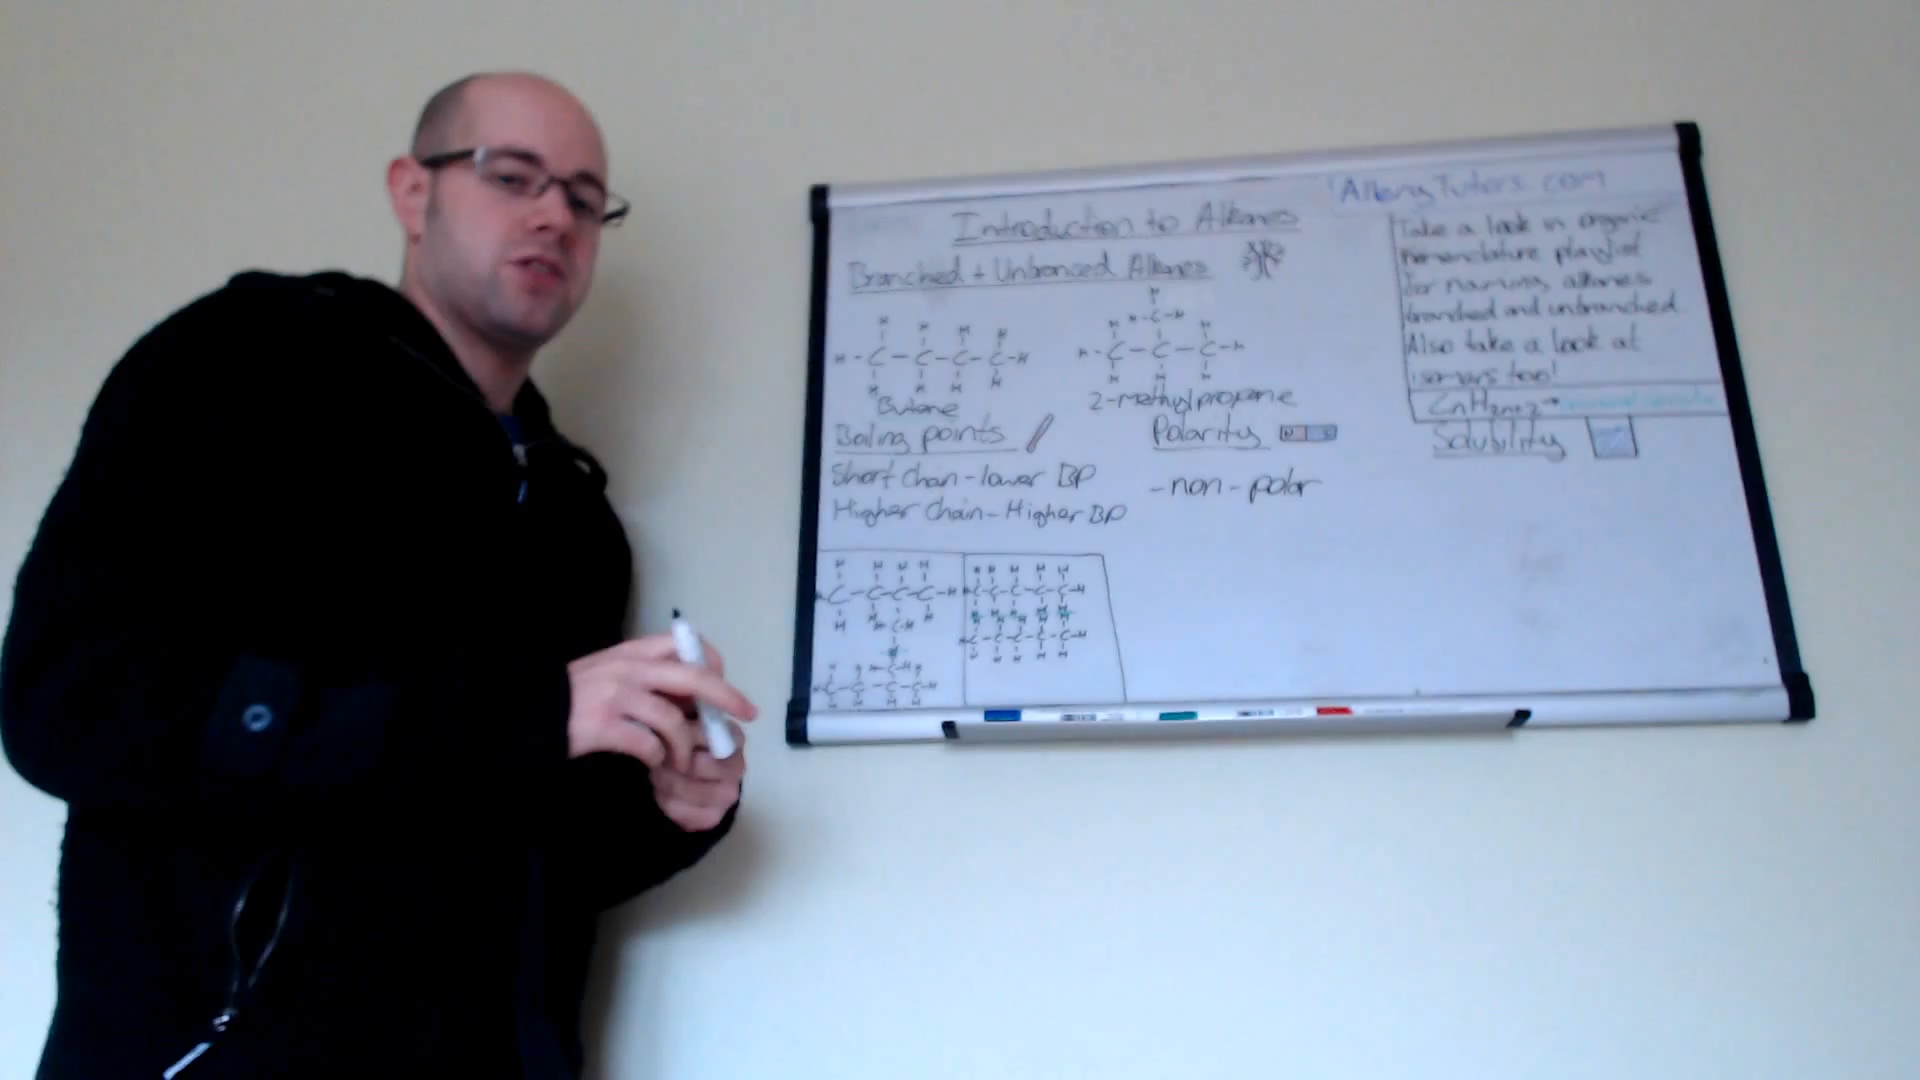 AllenyTutors.com
Introduction to Alkanes
Branched + Unbranced Alkanes
Butane
2-methylpropane
Take a look in organic
nomenclature playlist
for naming alkanes
branched and unbranched.
Also take a look at
isomers too!
CnH2n+2 →
Boiling points
Short chain - lower BP
Higher chain - Higher BP
Polarity
- non - polar
Solubility